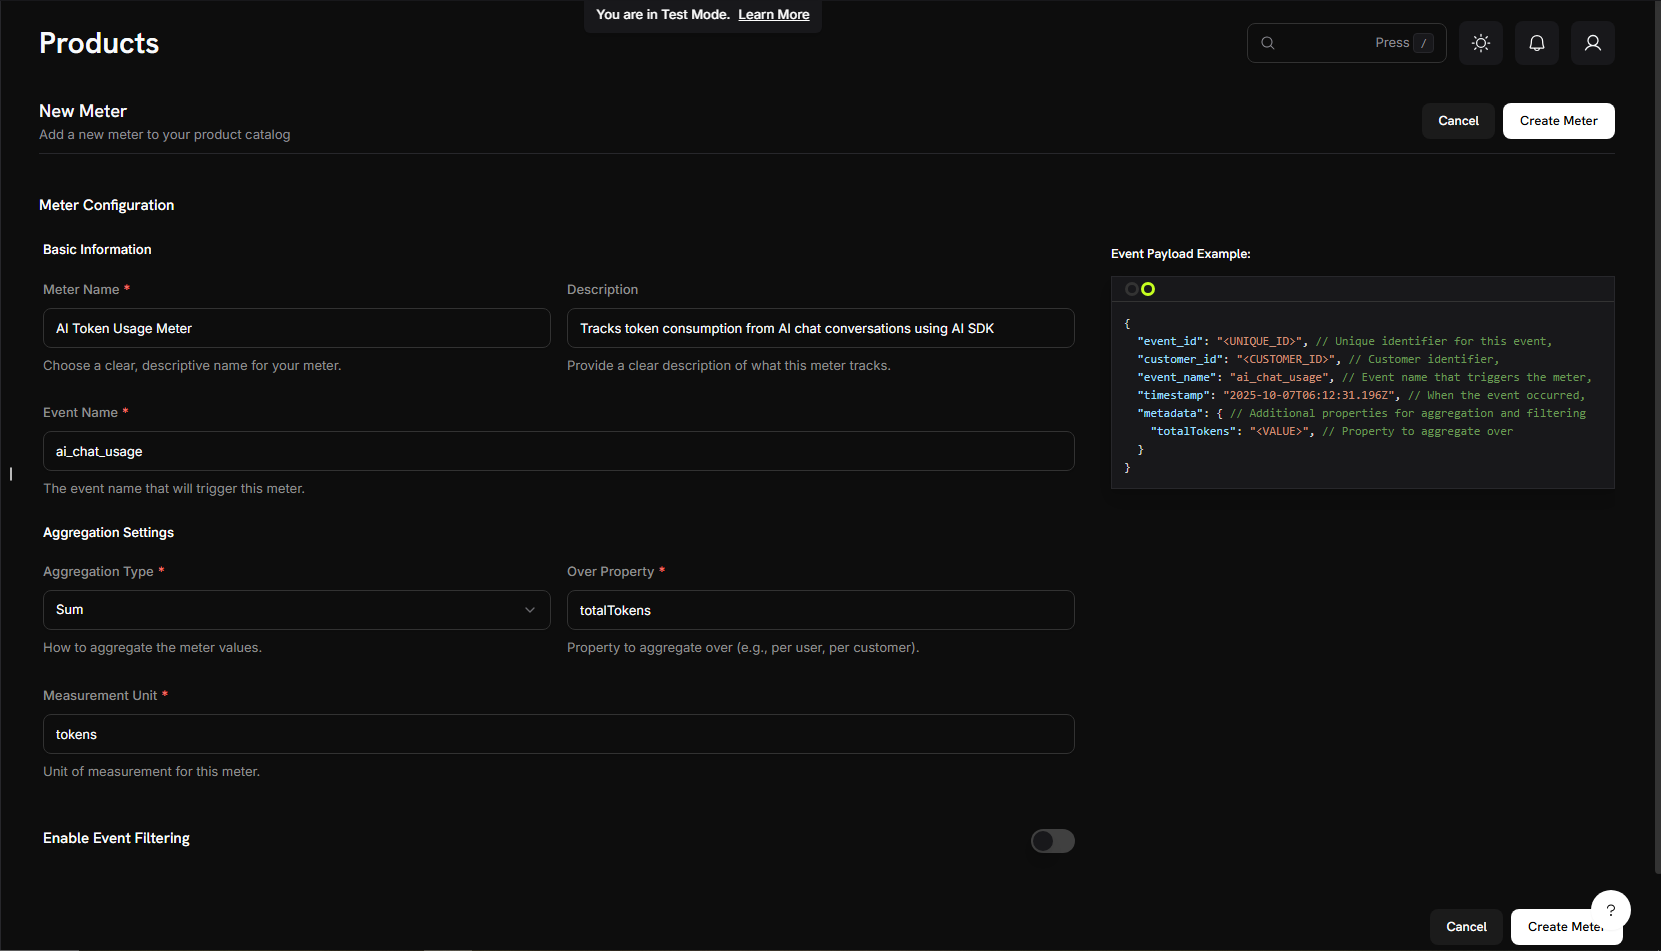 You are in Test Mode. Learn More
Products
Press /
New Meter
Add a new meter to your product catalog
Cancel
Create Meter
Meter Configuration
Basic Information
Meter Name *
AI Token Usage Meter
Choose a clear, descriptive name for your meter.
Description
Tracks token consumption from AI chat conversations using AI SDK
Provide a clear description of what this meter tracks.
Event Name *
ai_chat_usage
The event name that will trigger this meter.
Aggregation Settings
Aggregation Type *
Sum
How to aggregate the meter values.
Over Property *
totalTokens
Property to aggregate over (e.g., per user, per customer).
Measurement Unit *
tokens
Unit of measurement for this meter.
Enable Event Filtering
Event Payload Example:
{
"event_id": "<UNIQUE_ID>", // Unique identifier for this event,
"customer_id": "<CUSTOMER_ID>", // Customer identifier,
"event_name": "ai_chat_usage", // Event name that triggers the meter,
"timestamp": "2025-10-07T06:12:31.196Z", // When the event occurred,
"metadata": { // Additional properties for aggregation and filtering
"totalTokens": "<VALUE>", // Property to aggregate over
}
}
Cancel
Create Meter
?